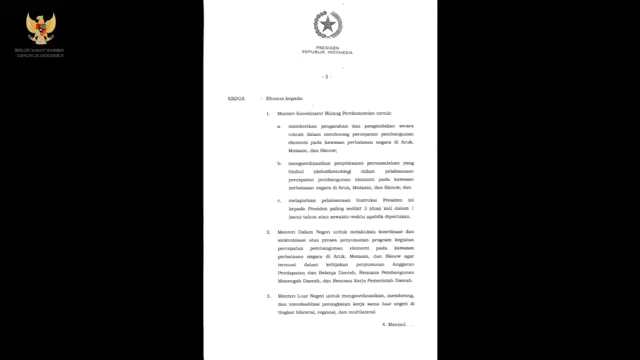 PRESIDEN
REPUBLIK INDONESIA
- 2 -
KEDUA : Khusus kepada:
1. Menteri Koordinator Bidang Perekonomian untuk:
a. memberikan pengarahan dan pengendalian secara
umum dalam mendorong percepatan pembangunan
ekonomi pada kawasan perbatasan negara di Aruk,
Motaain, dan Skouw;
b. mengoordinasikan penyelesaian permasalahan yang
timbul (debottlenecking) dalam pelaksanaan
percepatan pembangunan ekonomi pada kawasan
perbatasan negara di Aruk, Motaain, dan Skouw; dan
c. melaporkan pelaksanaan Instruksi Presiden ini
kepada Presiden paling sedikit 2 (dua) kali dalam 1
(satu) tahun atau sewaktu-waktu apabila diperlukan.
2. Menteri Dalam Negeri untuk melakukan koordinasi dan
sinkronisasi atas proses penyusunan program kegiatan
percepatan pembangunan ekonomi pada kawasan
perbatasan negara di Aruk, Motaain, dan Skouw agar
termuat dalam kebijakan penyusunan Anggaran
Pendapatan dan Belanja Daerah, Rencana Pembangunan
Menengah Daerah, dan Rencana Kerja Pemerintah Daerah.
3. Menteri Luar Negeri untuk mengoordinasikan, mendorong,
dan memfasilitasi peningkatan kerja sama luar negeri di
tingkat bilateral, regional, dan multilateral.
4. Menteri . . .